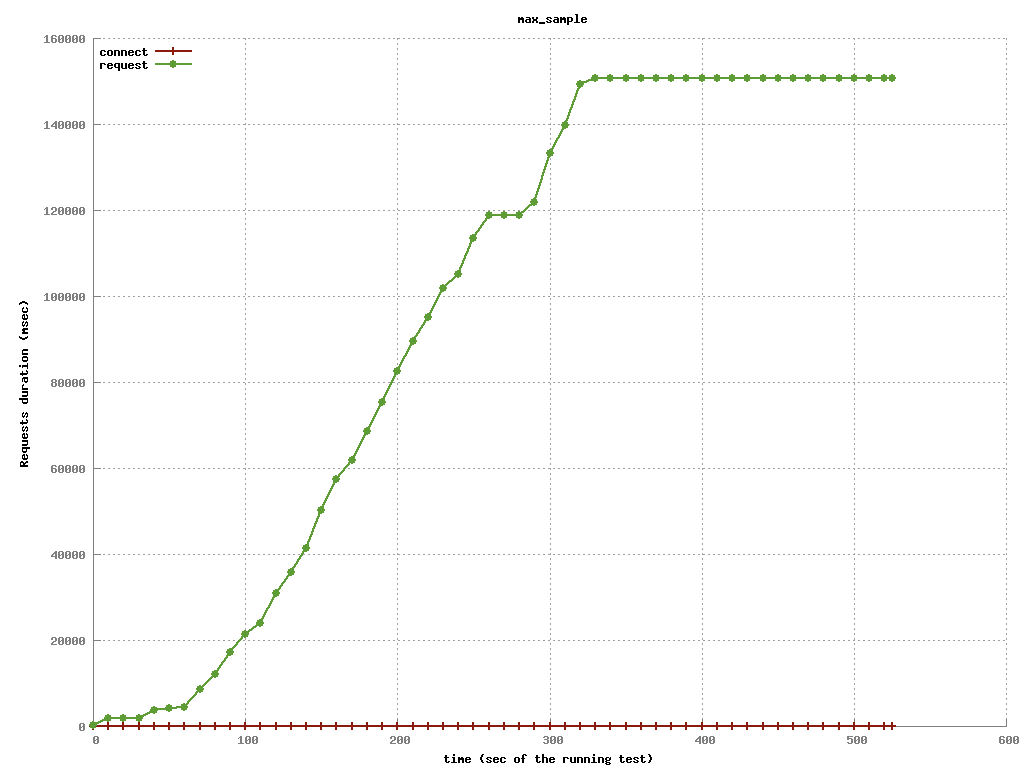 max_sample
160000
140000
120000
100000
80000
60000
40000
20000
0
connect
request
Requests duration (msec)
0 100 200 300 400 500 600
time (sec of the running test)